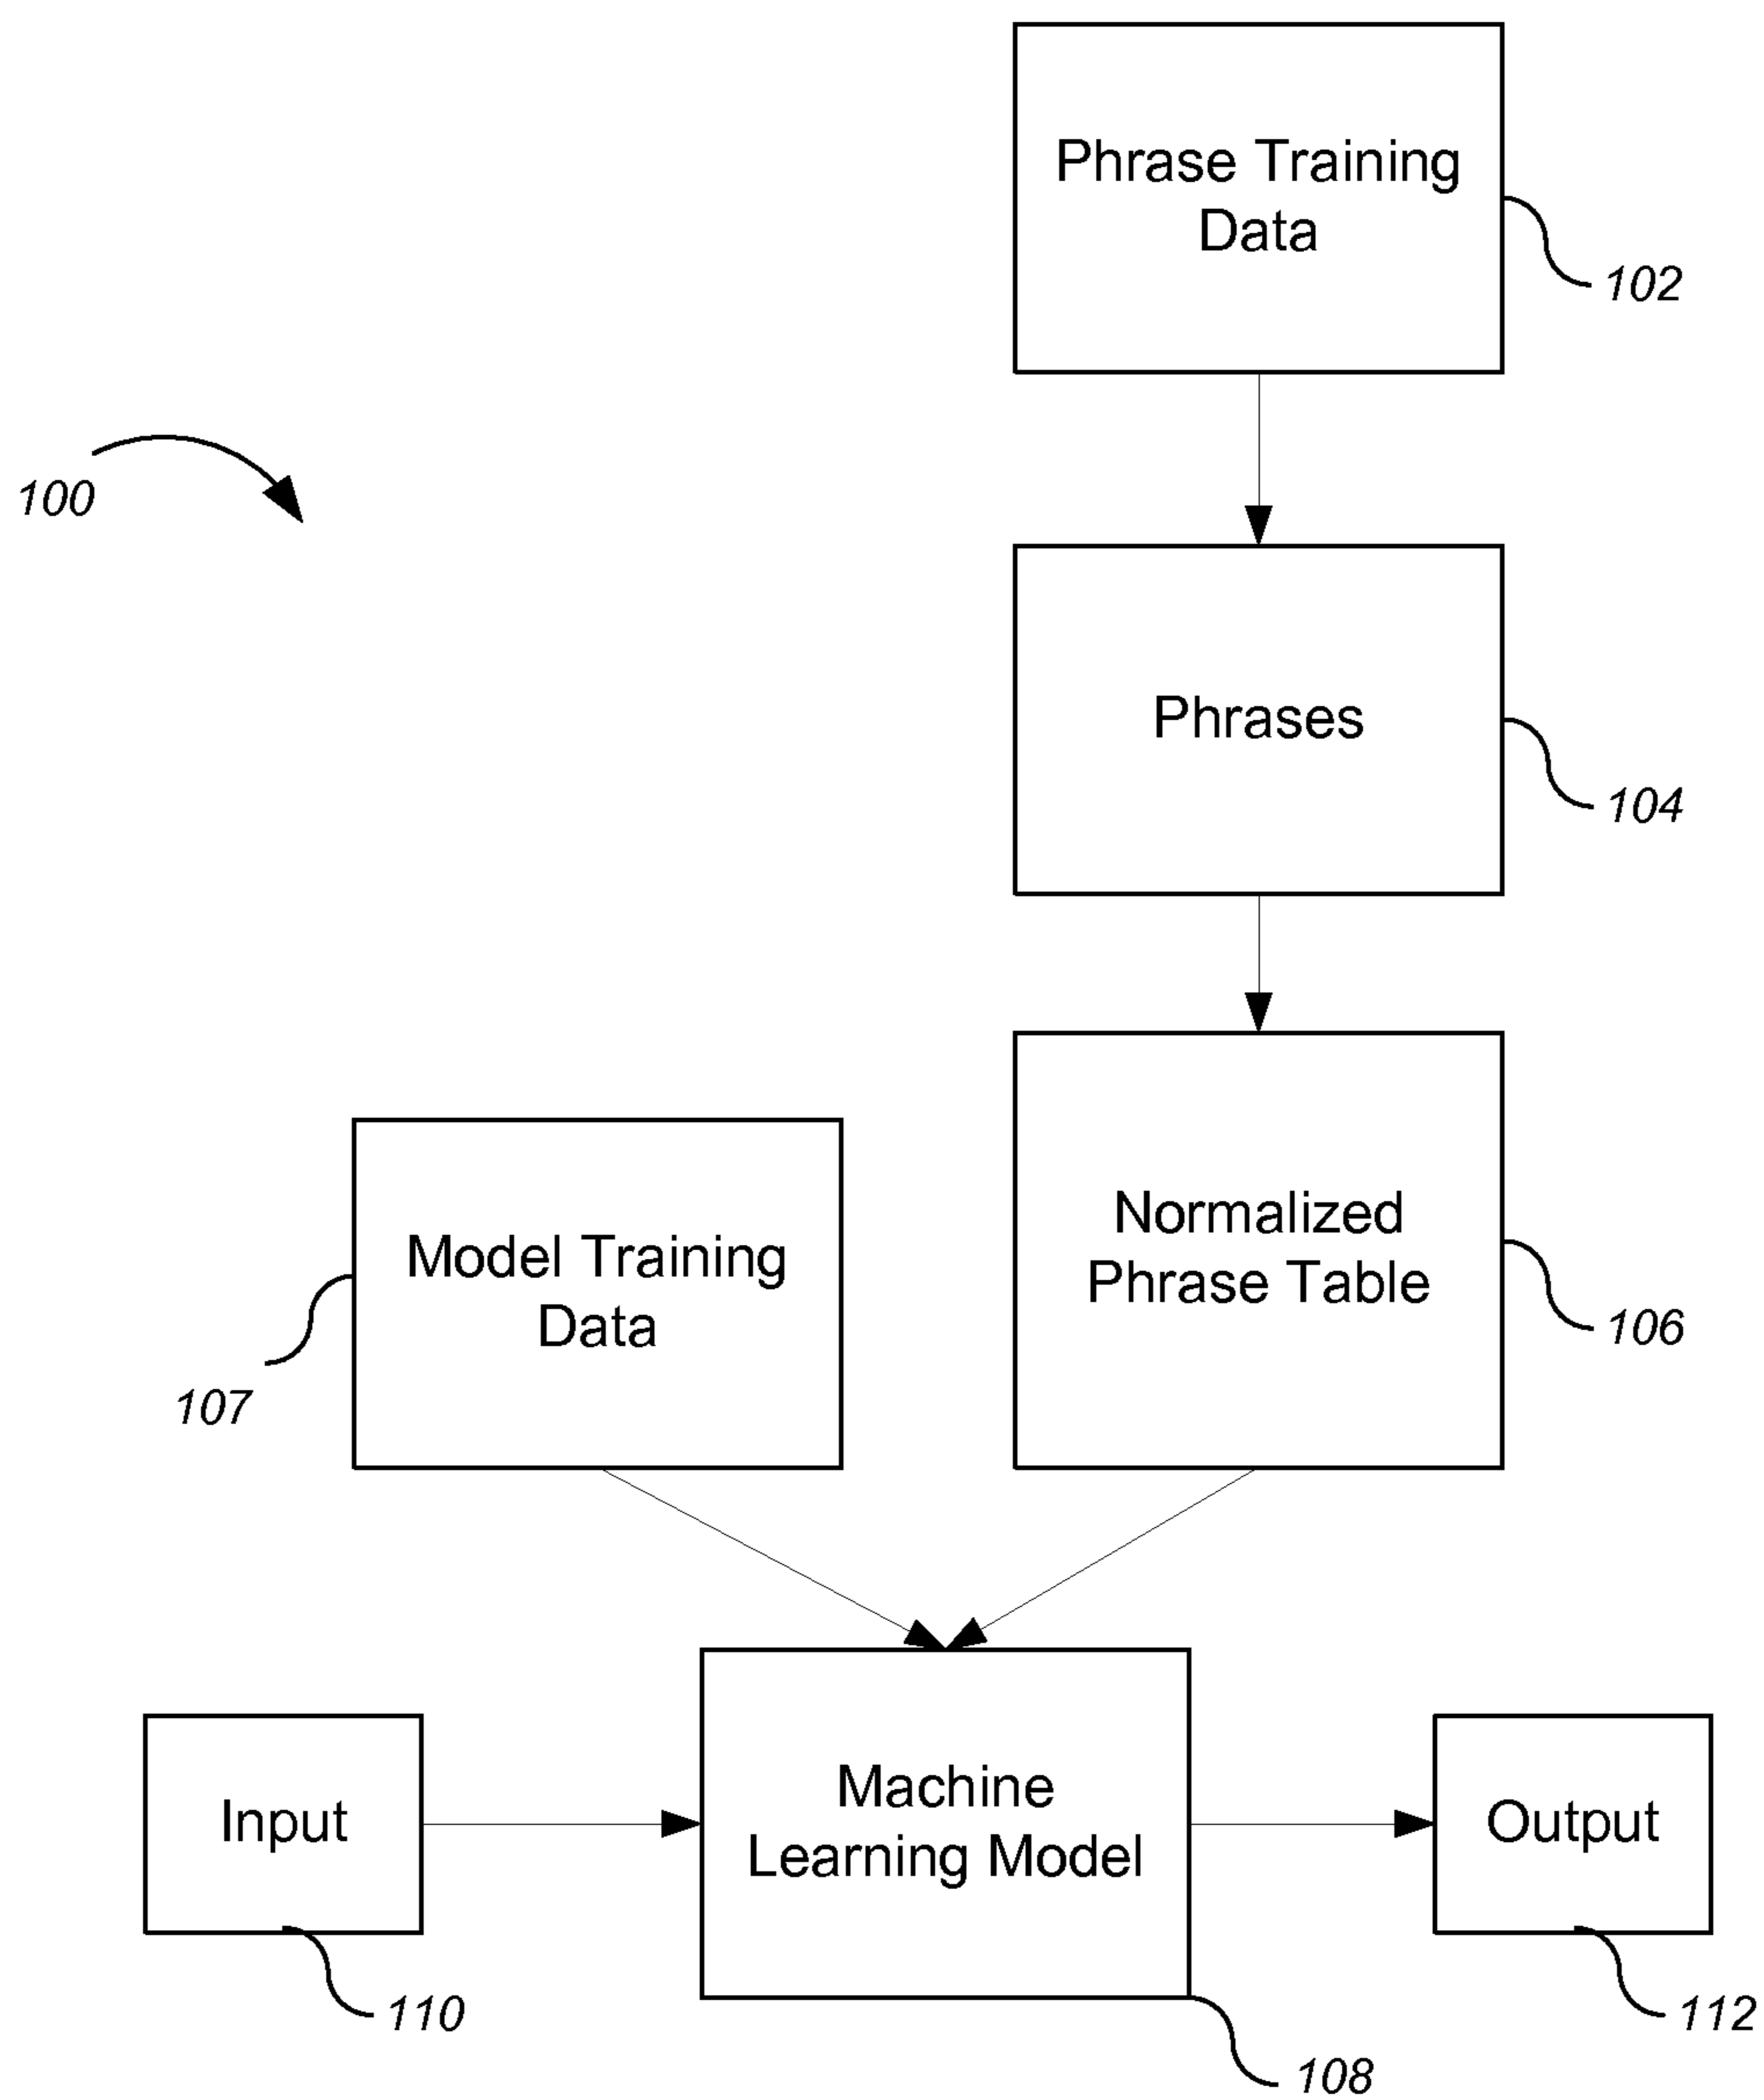 Phrase Training
Data
102
100
Phrases
104
Normalized
Phrase Table
106
Model Training
Data
107
Machine
Learning Model
Input
Output
110
112
108